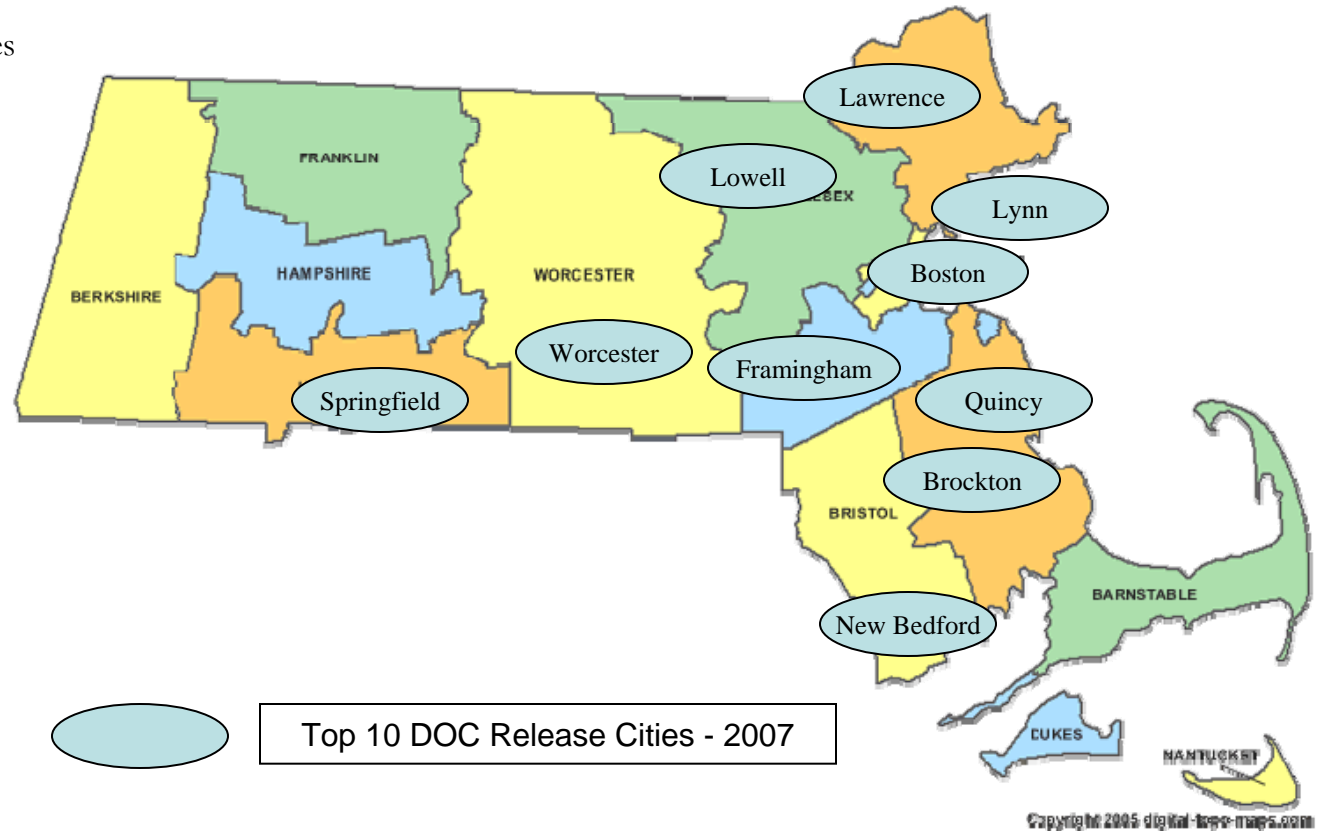 es
Lawrence
FRANKLIN
Lowell
Lynn
HAMPSHIRE
WORCESTER
Boston
BERKSHIRE
Worcester
Framingham
Springfield
Quincy
Brockton
BRISTOL
BARNSTABLE
New Bedford
Top 10 DOC Release Cities - 2007
DUKES
NANTUCKET
Copyright 2005 digital-topo-maps.com